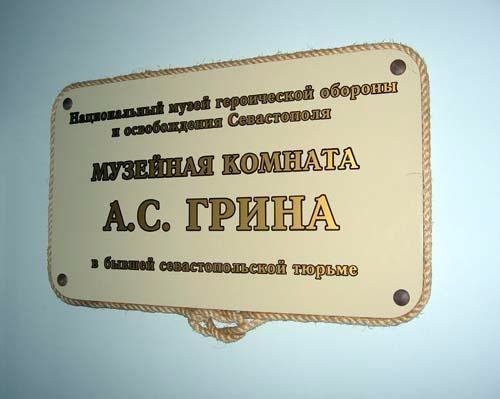 Национальный музей героической обороны
и освобождения Севастополя
МУЗЕЙНАЯ КОМНАТА
А.С. ГРИНА
в бывшей севастопольской тюрьме